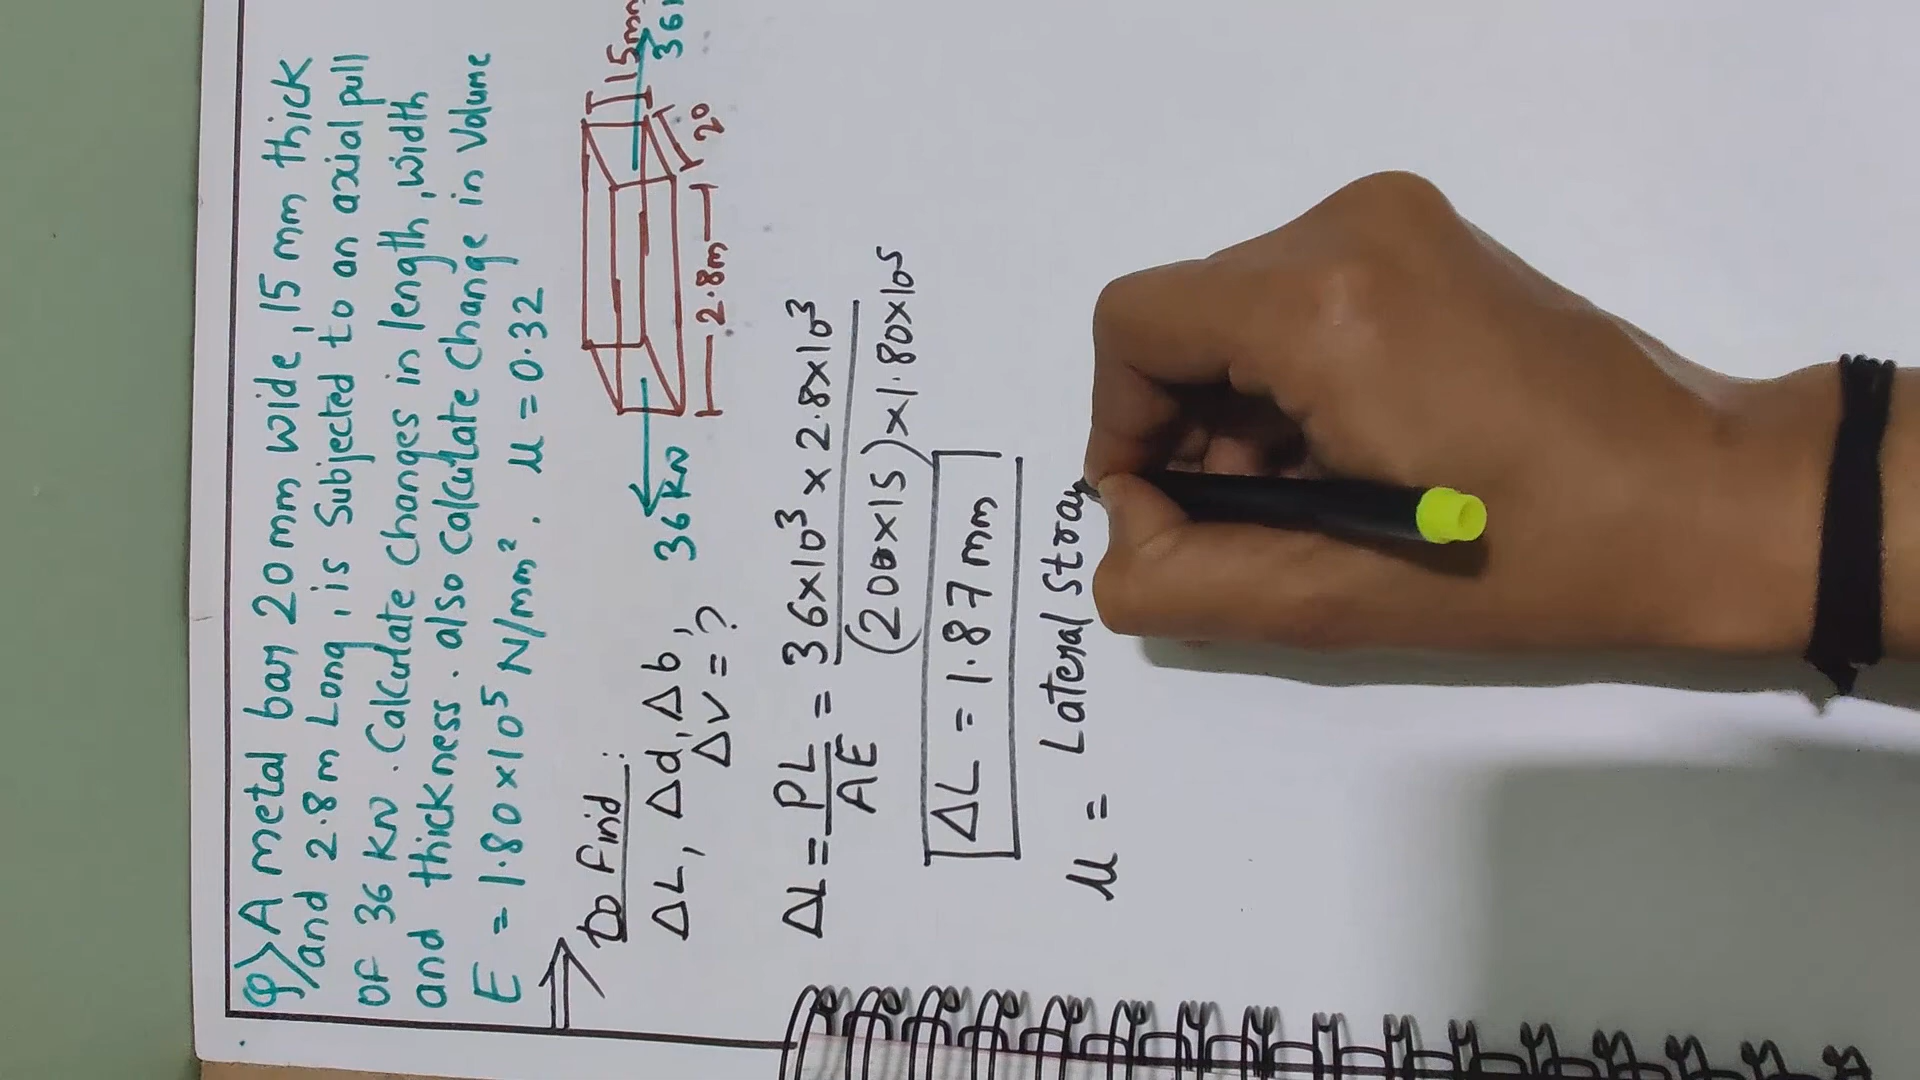 Q> A metal bar 20 mm wide, 15 mm thick
and 2.8 m Long, is Subjected to an axial pull
OF 36 KN. Calculate Changes in length, width
and thickness. also Calculate Change in Volume
E = 1.80 × 10⁵ N/mm². μ = 0.32
To Find :
ΔL, Δd, Δb,
ΔV = ?
36 KN
2.8m
20
15m
36
ΔL = PL/AE = 36×10³ × 2.8×10³
(20×15) × 1.80×10⁵
ΔL = 1.87 mm
μ = Lateral